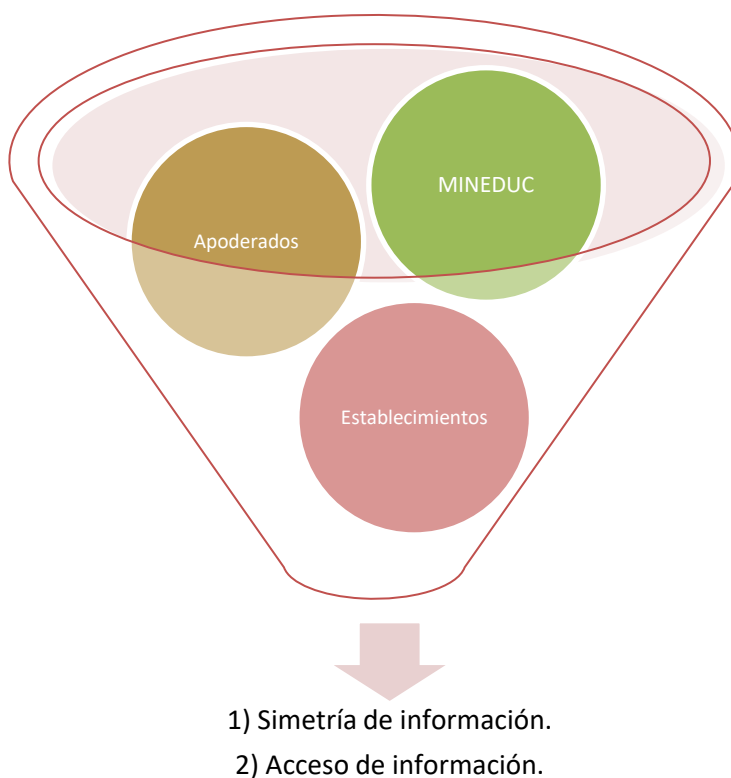 MINEDUC
Apoderados
Establecimientos
1) Simetría de información.
2) Acceso de información.